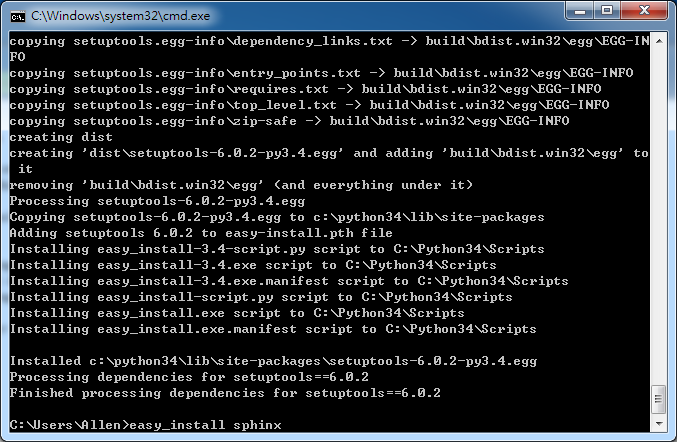 C:\Windows\system32\cmd.exe
copying setuptools.egg-info\dependency_links.txt -> build\bdist.win32\egg\EGG-IN
FO
copying setuptools.egg-info\entry_points.txt -> build\bdist.win32\egg\EGG-INFO
copying setuptools.egg-info\requires.txt -> build\bdist.win32\egg\EGG-INFO
copying setuptools.egg-info\top_level.txt -> build\bdist.win32\egg\EGG-INFO
copying setuptools.egg-info\zip-safe -> build\bdist.win32\egg\EGG-INFO
creating dist
creating 'dist\setuptools-6.0.2-py3.4.egg' and adding 'build\bdist.win32\egg' to
 it
removing 'build\bdist.win32\egg' (and everything under it)
Processing setuptools-6.0.2-py3.4.egg
Copying setuptools-6.0.2-py3.4.egg to c:\python34\lib\site-packages
Adding setuptools 6.0.2 to easy-install.pth file
Installing easy_install-3.4-script.py script to C:\Python34\Scripts
Installing easy_install-3.4.exe script to C:\Python34\Scripts
Installing easy_install-3.4.exe.manifest script to C:\Python34\Scripts
Installing easy_install-script.py script to C:\Python34\Scripts
Installing easy_install.exe script to C:\Python34\Scripts
Installing easy_install.exe.manifest script to C:\Python34\Scripts

Installed c:\python34\lib\site-packages\setuptools-6.0.2-py3.4.egg
Processing dependencies for setuptools==6.0.2
Finished processing dependencies for setuptools==6.0.2

C:\Users\Allen>easy_install sphinx